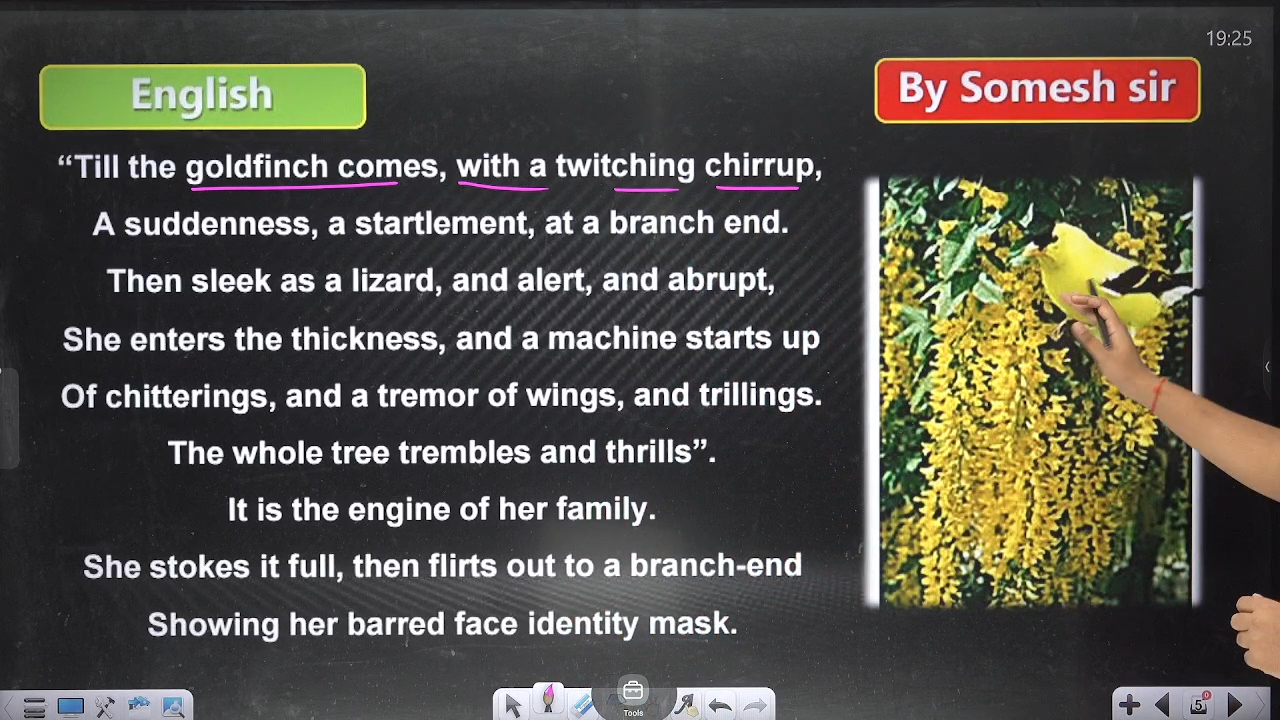 19:25
English
By Somesh sir
“Till the goldfinch comes, with a twitching chirrup,
A suddenness, a startlement, at a branch end.
Then sleek as a lizard, and alert, and abrupt,
She enters the thickness, and a machine starts up
Of chitterings, and a tremor of wings, and trillings.
The whole tree trembles and thrills”.
It is the engine of her family.
She stokes it full, then flirts out to a branch-end
Showing her barred face identity mask.
Tools
5
0